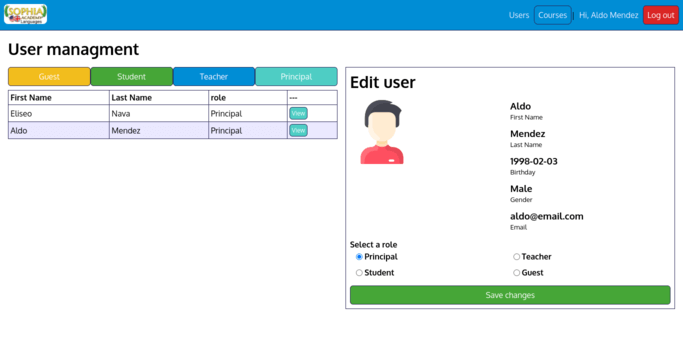 SOPHIA
ACADEMY
Languages
Users Courses Hi, Aldo Mendez Log out
User managment
Guest Student Teacher Principal
First Name Last Name role ---
Eliseo Nava Principal View
Aldo Mendez Principal View
Edit user
Aldo
First Name
Mendez
Last Name
1998-02-03
Birthday
Male
Gender
aldo@email.com
Email
Select a role
Principal Teacher
Student Guest
Save changes